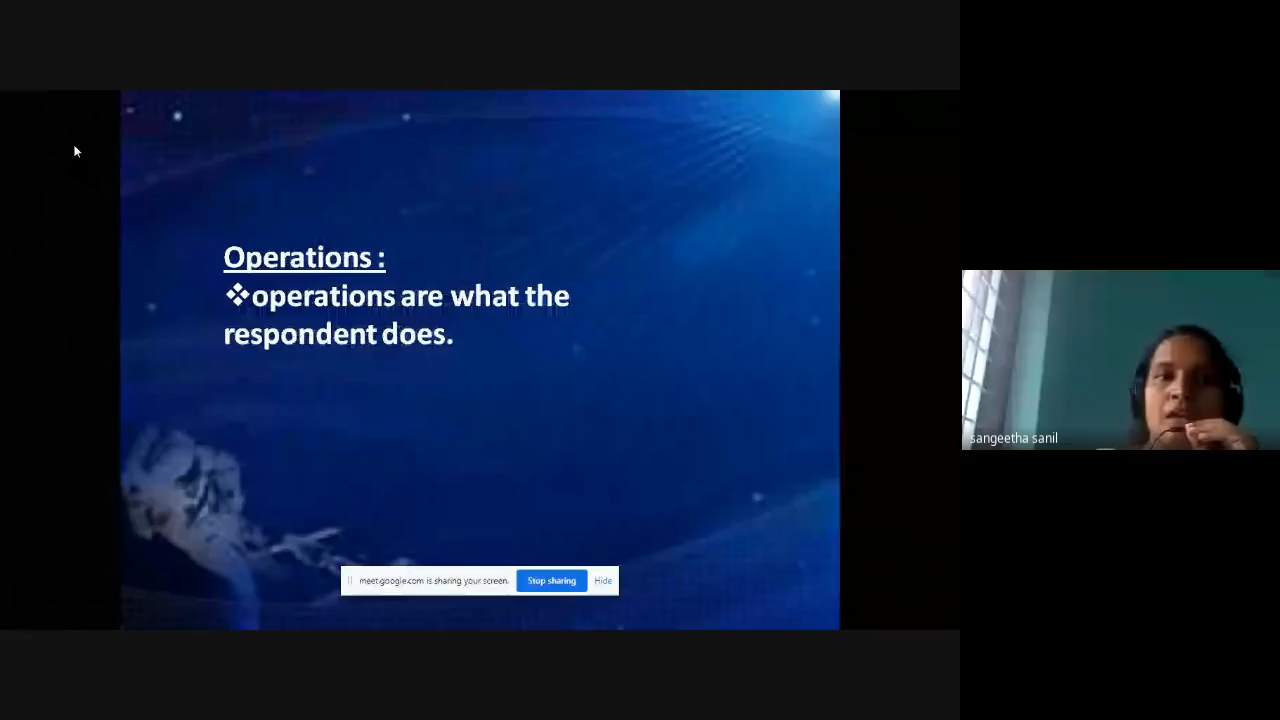 Operations :
❖operations are what the
respondent does.
meet.google.com is sharing your screen. Stop sharing Hide
sangeetha sanil